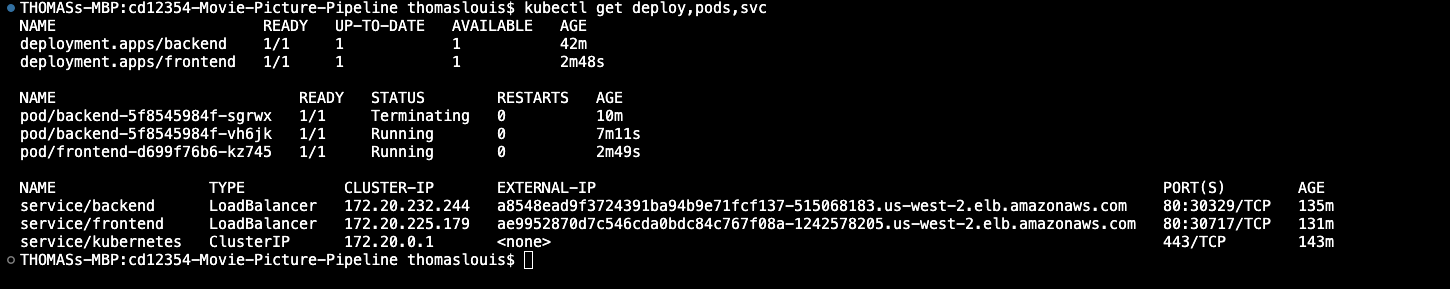 THOMASs-MBP:cd12354-Movie-Picture-Pipeline thomaslouis$ kubectl get deploy,pods,svc
NAME READY UP-TO-DATE AVAILABLE AGE
deployment.apps/backend 1/1 1 1 42m
deployment.apps/frontend 1/1 1 1 2m48s
NAME READY STATUS RESTARTS AGE
pod/backend-5f8545984f-sgrwx 1/1 Terminating 0 10m
pod/backend-5f8545984f-vh6jk 1/1 Running 0 7m11s
pod/frontend-d699f76b6-kz745 1/1 Running 0 2m49s
NAME TYPE CLUSTER-IP EXTERNAL-IP PORT(S) AGE
service/backend LoadBalancer 172.20.232.244 a8548ead9f3724391ba94b9e71fcf137-515068183.us-west-2.elb.amazonaws.com 80:30329/TCP 135m
service/frontend LoadBalancer 172.20.225.179 ae9952870d7c546cda0bdc84c767f08a-1242578205.us-west-2.elb.amazonaws.com 80:30717/TCP 131m
service/kubernetes ClusterIP 172.20.0.1 <none> 443/TCP 143m
THOMASs-MBP:cd12354-Movie-Picture-Pipeline thomaslouis$